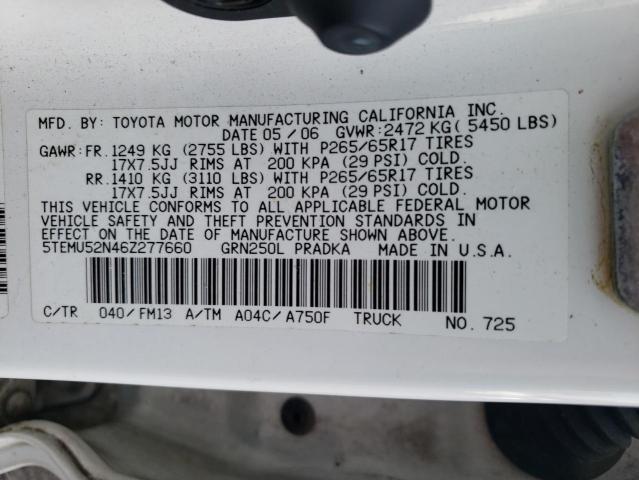 MFD. BY: TOYOTA MOTOR MANUFACTURING CALIFORNIA INC.
DATE 05 / 06 GVWR:2472 KG( 5450 LBS)
GAWR:FR.1249 KG (2755 LBS) WITH P265/65R17 TIRES
17X7.5JJ RIMS AT 200 KPA (29 PSI) COLD.
RR.1410 KG (3110 LBS) WITH P265/65R17 TIRES
17X7.5JJ RIMS AT 200 KPA (29 PSI) COLD.
THIS VEHICLE CONFORMS TO ALL APPLICABLE FEDERAL MOTOR
VEHICLE SAFETY AND THEFT PREVENTION STANDARDS IN
EFFECT ON THE DATE OF MANUFACTURE SHOWN ABOVE.
5TEMU52N46Z277660 GRN250L PRADKA MADE IN U.S.A.
C/TR 040/FM13 A/TM A04C/A750F TRUCK NO. 725